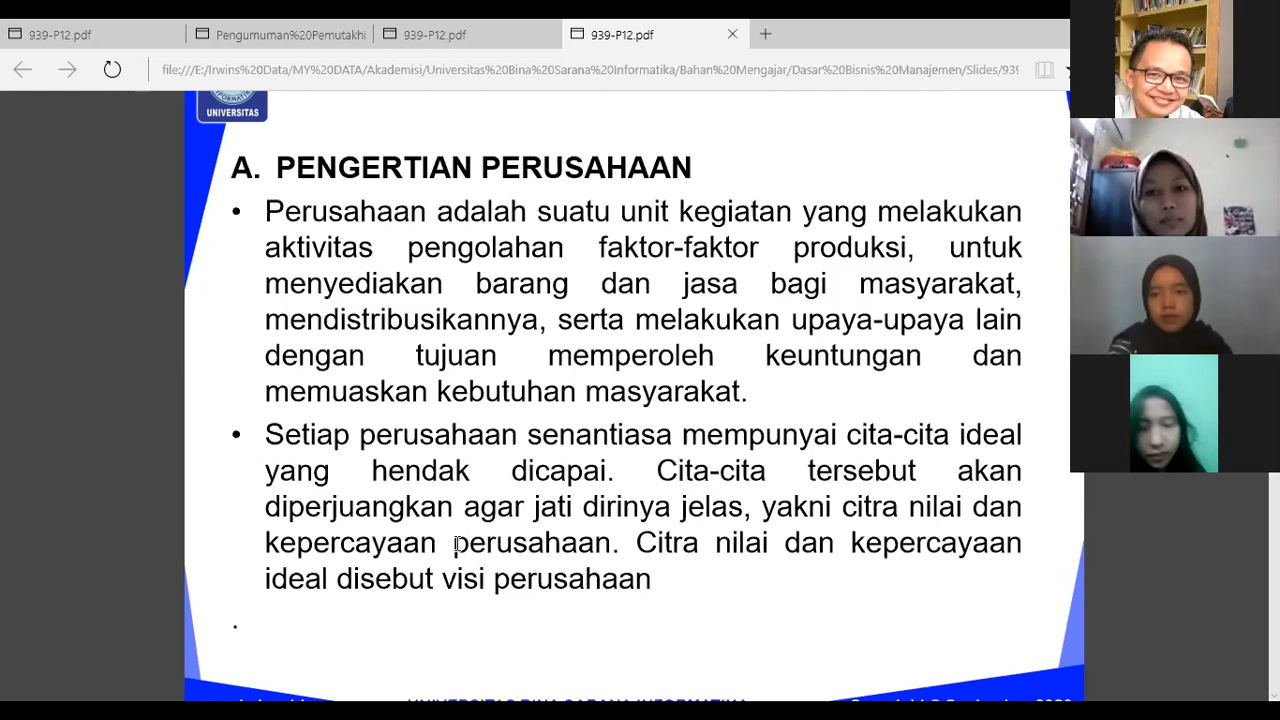 939-P12.pdf
Pengumuman%20Pemutakhi
939-P12.pdf
939-P12.pdf
file:///E:/Irwins%20Data/MY%20DATA/Akademisi/Universitas%20Bina%20Sarana%20Informatika/Bahan%20Mengajar/Dasar%20Bisnis%20Manajemen/Slides/939
UNIVERSITAS
A. PENGERTIAN PERUSAHAAN
• Perusahaan adalah suatu unit kegiatan yang melakukan
aktivitas pengolahan faktor-faktor produksi, untuk
menyediakan barang dan jasa bagi masyarakat,
mendistribusikannya, serta melakukan upaya-upaya lain
dengan tujuan memperoleh keuntungan dan
memuaskan kebutuhan masyarakat.
• Setiap perusahaan senantiasa mempunyai cita-cita ideal
yang hendak dicapai. Cita-cita tersebut akan
diperjuangkan agar jati dirinya jelas, yakni citra nilai dan
kepercayaan perusahaan. Citra nilai dan kepercayaan
ideal disebut visi perusahaan
.
UNIVERSITAS BINA SARANA INFORMATIKA